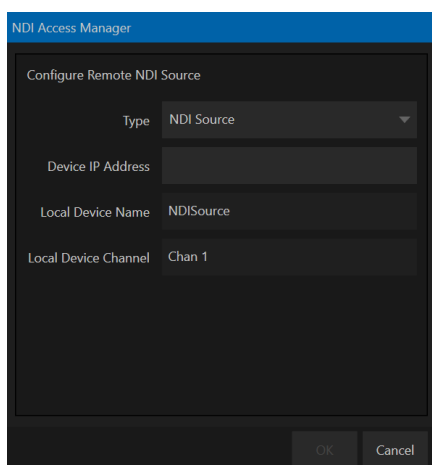 NDI Access Manager
Configure Remote NDI Source
Type NDI Source
Device IP Address
Local Device Name NDISource
Local Device Channel Chan 1
OK Cancel